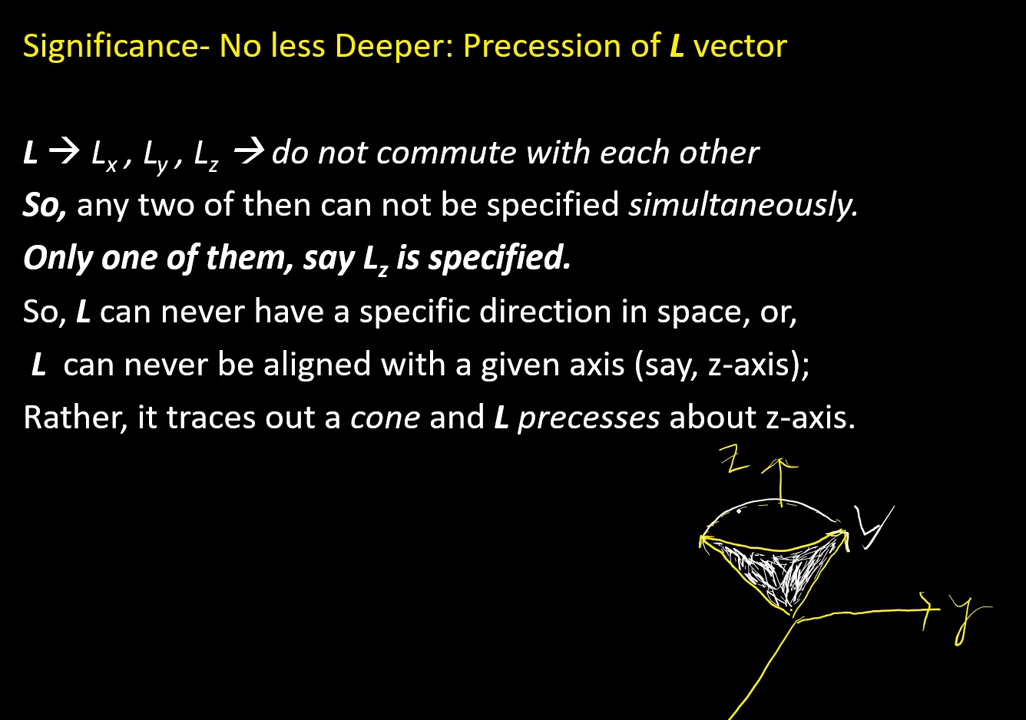 Significance- No less Deeper: Precession of L vector
L → Lx , Ly , Lz → do not commute with each other
So, any two of then can not be specified simultaneously.
Only one of them, say Lz is specified.
So, L can never have a specific direction in space, or,
L can never be aligned with a given axis (say, z-axis);
Rather, it traces out a cone and L precesses about z-axis.
z
L
y